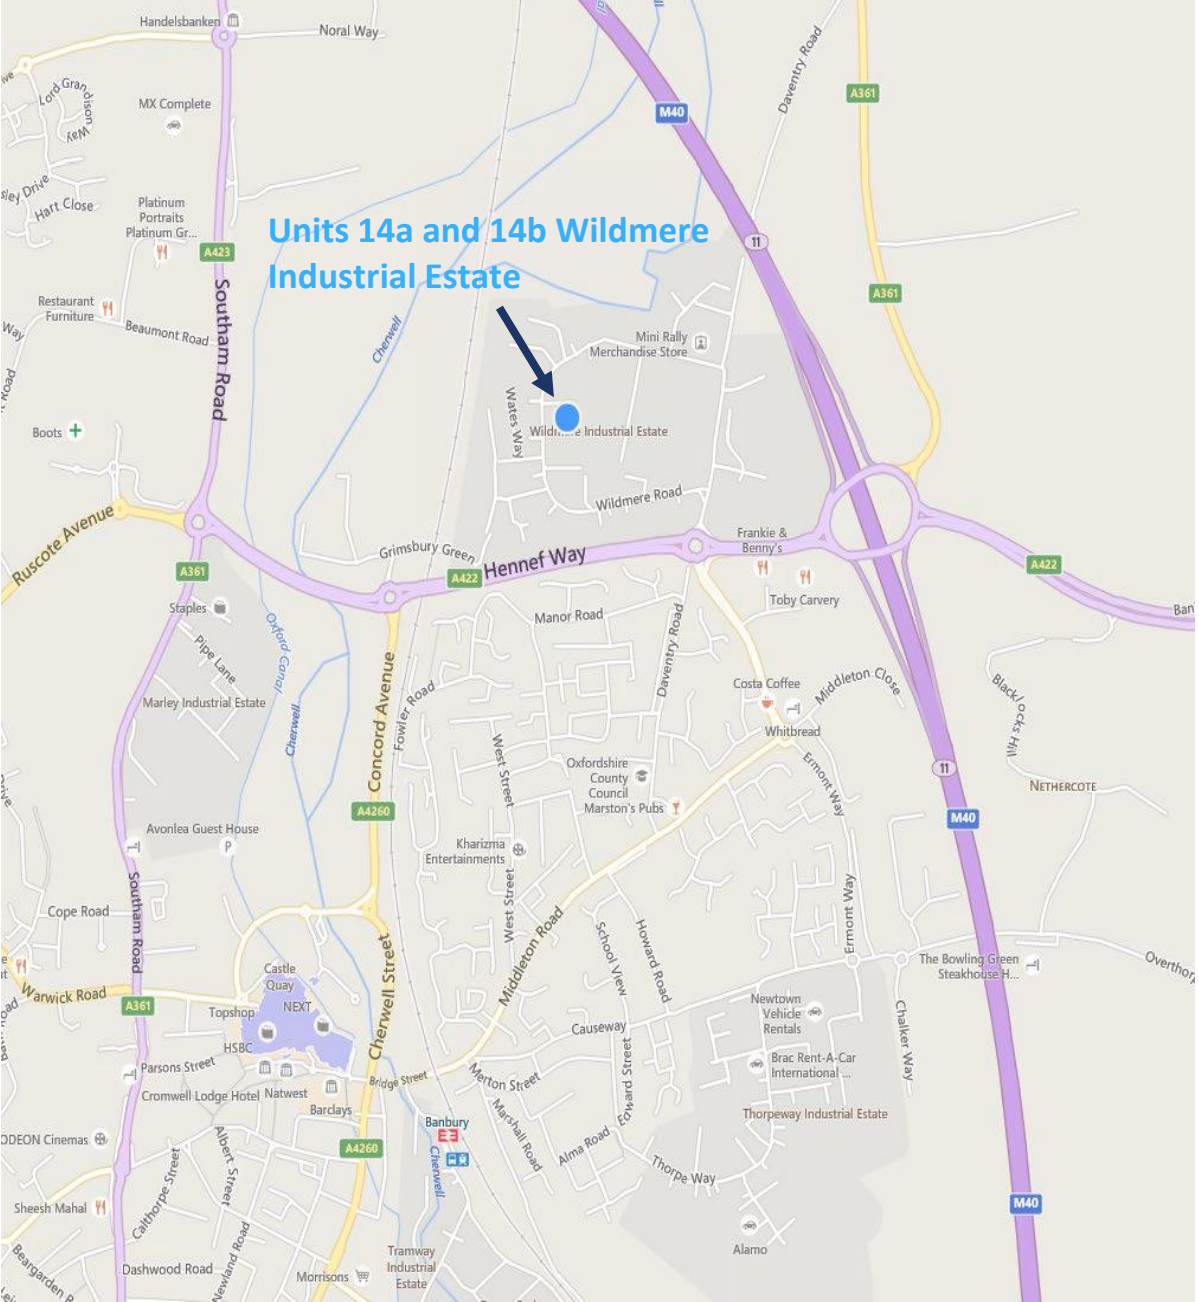 Handelsbanken
Noral Way
Daventry Road
A361
M40
Lord Grandison
Way
MX Complete
Hart Close
Platinum
Portraits
Platinum Gr...
A423
Units 14a and 14b Wildmere
Industrial Estate
11
A361
Restaurant
Furniture
Beaumont Road
Way
Southam Road
Cherwell
Mini Rally
Merchandise Store
Road
Boots
Wates Way
Industrial Estate
Wildmere Road
Ruscote Avenue
Grimsbury Green
Hennef Way
Frankie &
Benny's
A361
A422
A422
Toby Carvery
Staples
Pipe Lane
Oxford Canal
Manor Road
Daventry Road
Ban
Marley Industrial Estate
Cherwell
Concord Avenue
Fowler Road
Costa Coffee
Middleton Close
Blacklocks Hill
Whitbread
West Street
Oxfordshire
County
Council
Marston's Pubs
Ermont Way
11
NETHERCOTE
Drive
A4260
M40
Avonlea Guest House
P
Kharizma
Entertainments
West Street
Southam Road
Cope Road
Middleton Road
School View
Howard Road
Ermont Way
The Bowling Green
Steakhouse H...
Overthorp
Castle
Quay
Warwick Road
Cherwell Street
A361
Topshop
NEXT
Newtown
Vehicle
Rentals
Chalker Way
Causeway
HSBC
Parsons Street
Bridge Street
Merton Street
Edward Street
Brac Rent-A-Car
International ...
Cromwell Lodge Hotel
Natwest
Barclays
Marshall Road
Thorpeway Industrial Estate
Banbury
ODEON Cinemas
A4260
Alma Road
Albert Street
Calthorpe Street
Cherwell
Thorpe Way
M40
Sheesh Mahal
Newland Road
Alamo
Beargarden R
Dashwood Road
Morrisons
Tramway
Industrial
Estate